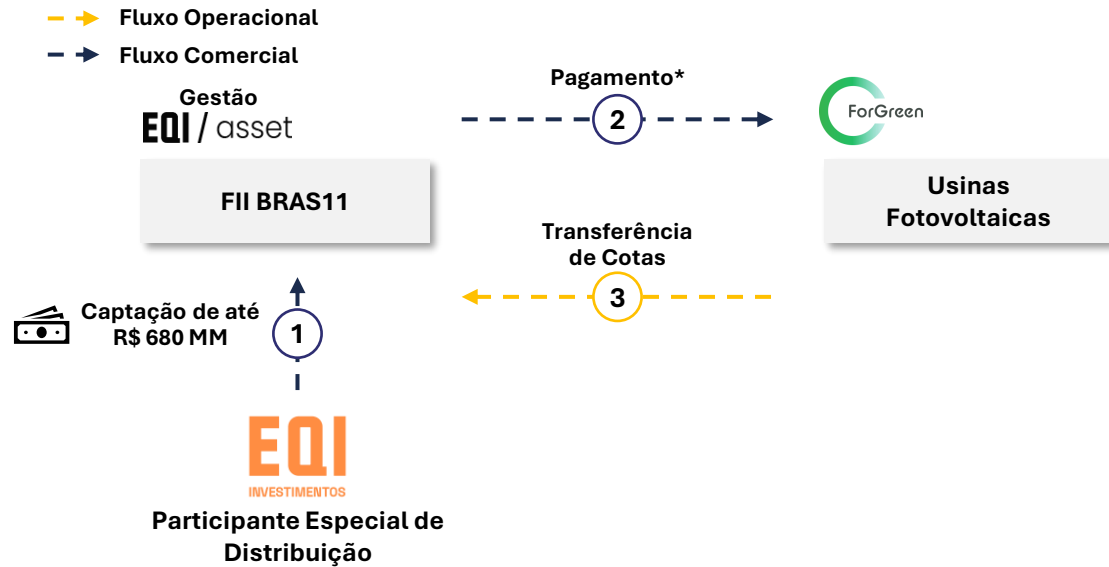 Fluxo Operacional
Fluxo Comercial
Gestão
EQI / asset
FII BRAS11
Pagamento*
2
ForGreen
Usinas
Fotovoltaicas
Transferência
de Cotas
3
Captação de até
R$ 680 MM
1
EQI
INVESTIMENTOS
Participante Especial de
Distribuição